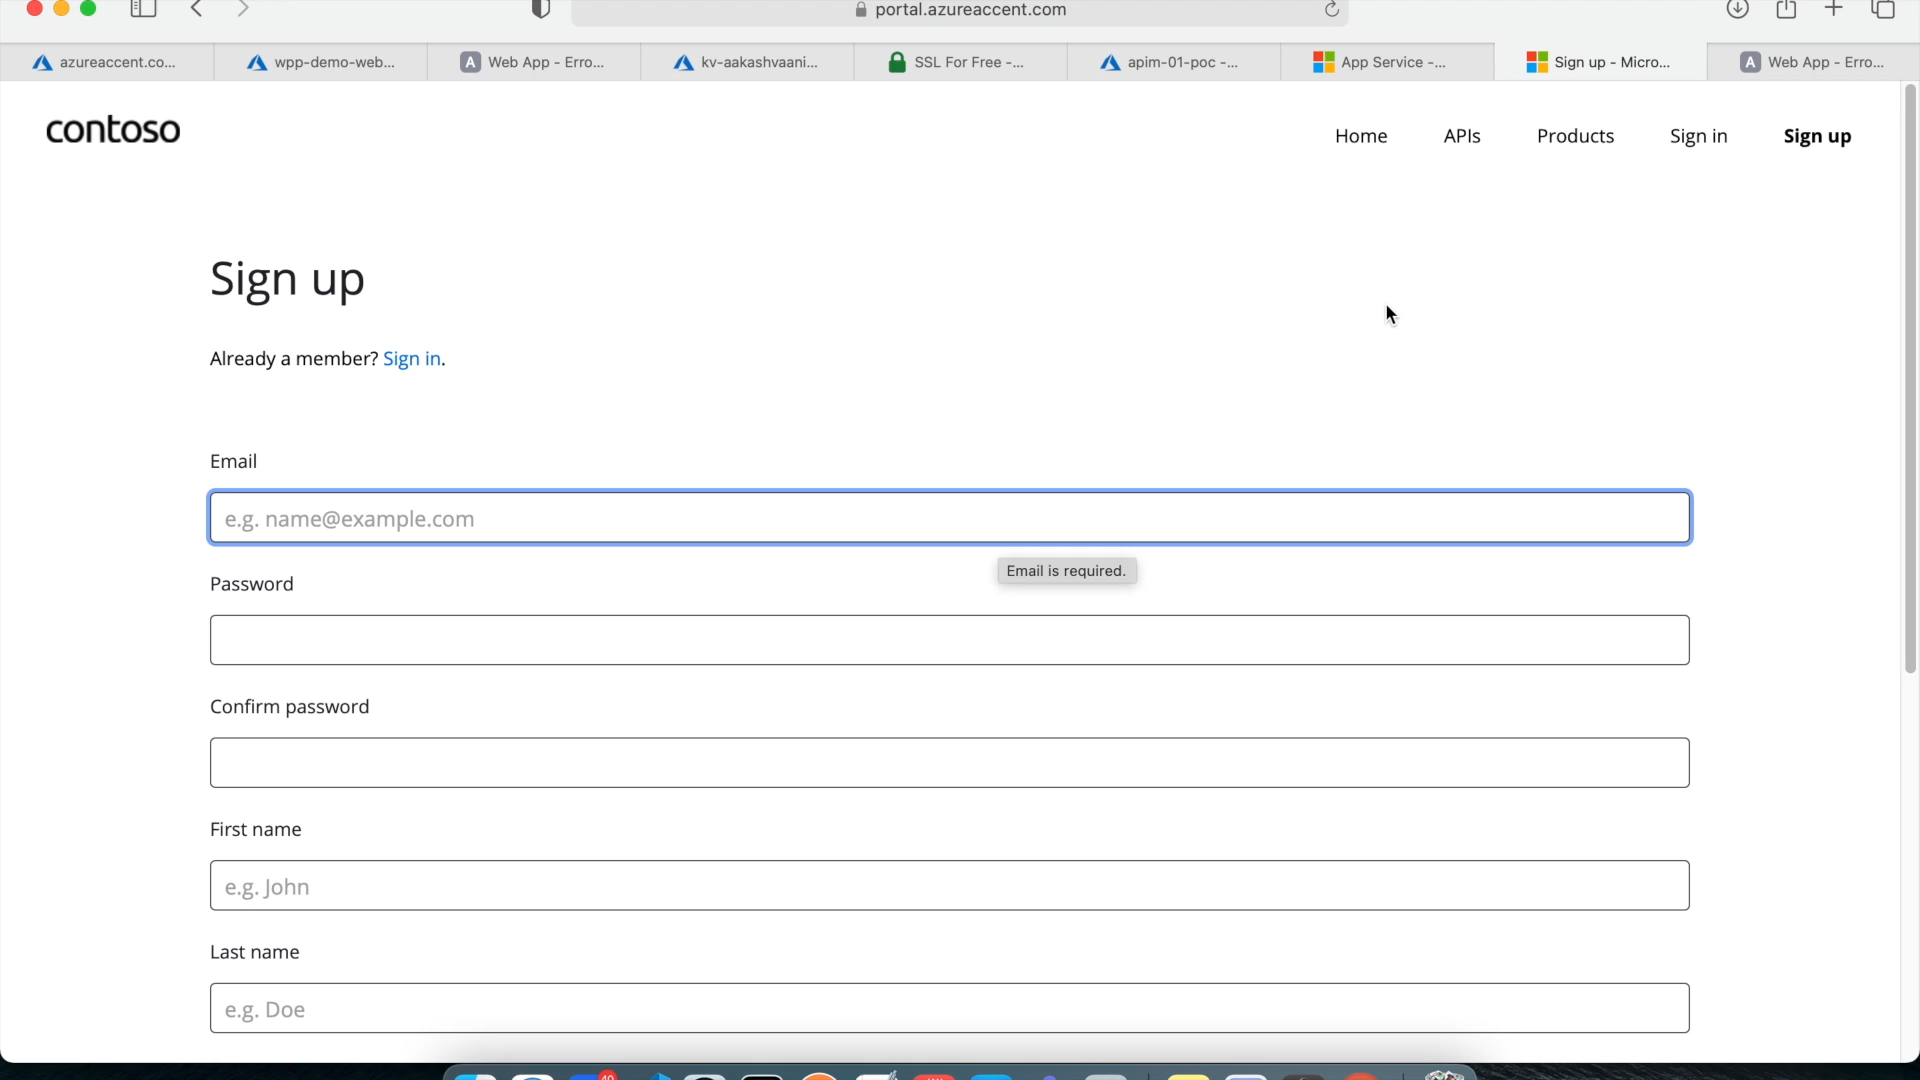 portal.azureaccent.com
azureaccent.co...
wpp-demo-web...
A
Web App - Erro...
kv-aakashvaani...
SSL For Free -...
apim-01-poc -...
App Service -...
Sign up - Micro...
A
Web App - Erro...
contoso
Home
APIs
Products
Sign in
Sign up
Sign up
Already a member? Sign in.
Email
e.g. name@example.com
Email is required.
Password
Confirm password
First name
e.g. John
Last name
e.g. Doe